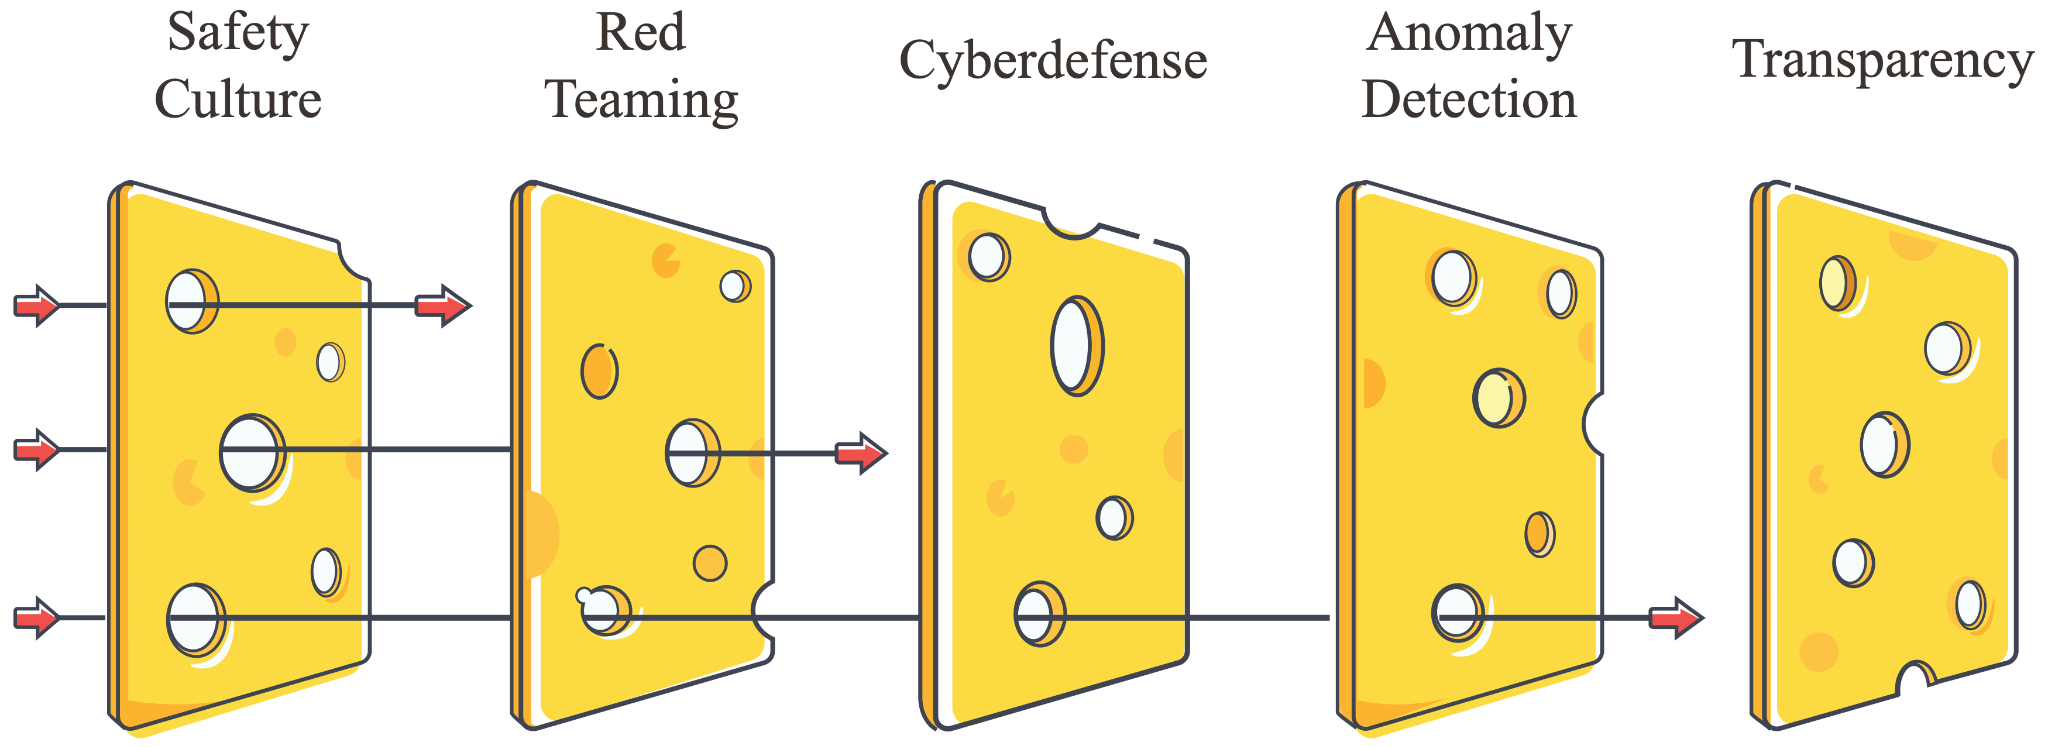 Safety
Culture
Red
Teaming
Cyberdefense
Anomaly
Detection
Transparency